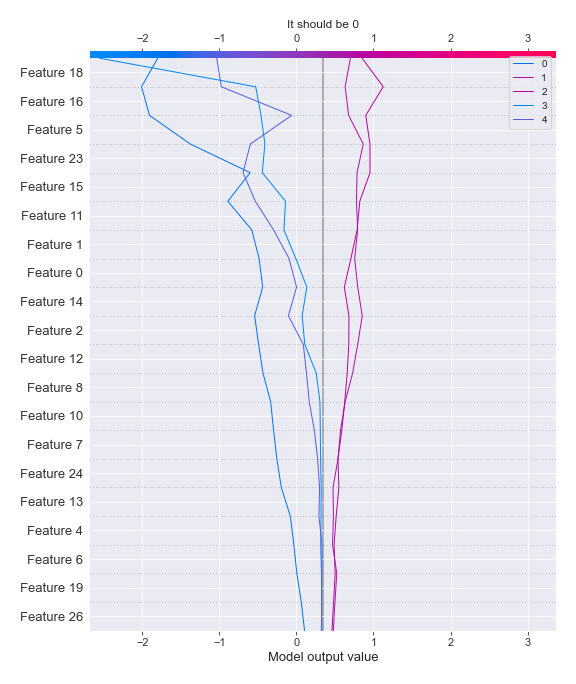 It should be 0
−2 −1 0 1 2 3
0
1
2
3
4
Feature 18
Feature 16
Feature 5
Feature 23
Feature 15
Feature 11
Feature 1
Feature 0
Feature 14
Feature 2
Feature 12
Feature 8
Feature 10
Feature 7
Feature 24
Feature 13
Feature 4
Feature 6
Feature 19
Feature 26
−2 −1 0 1 2 3
Model output value